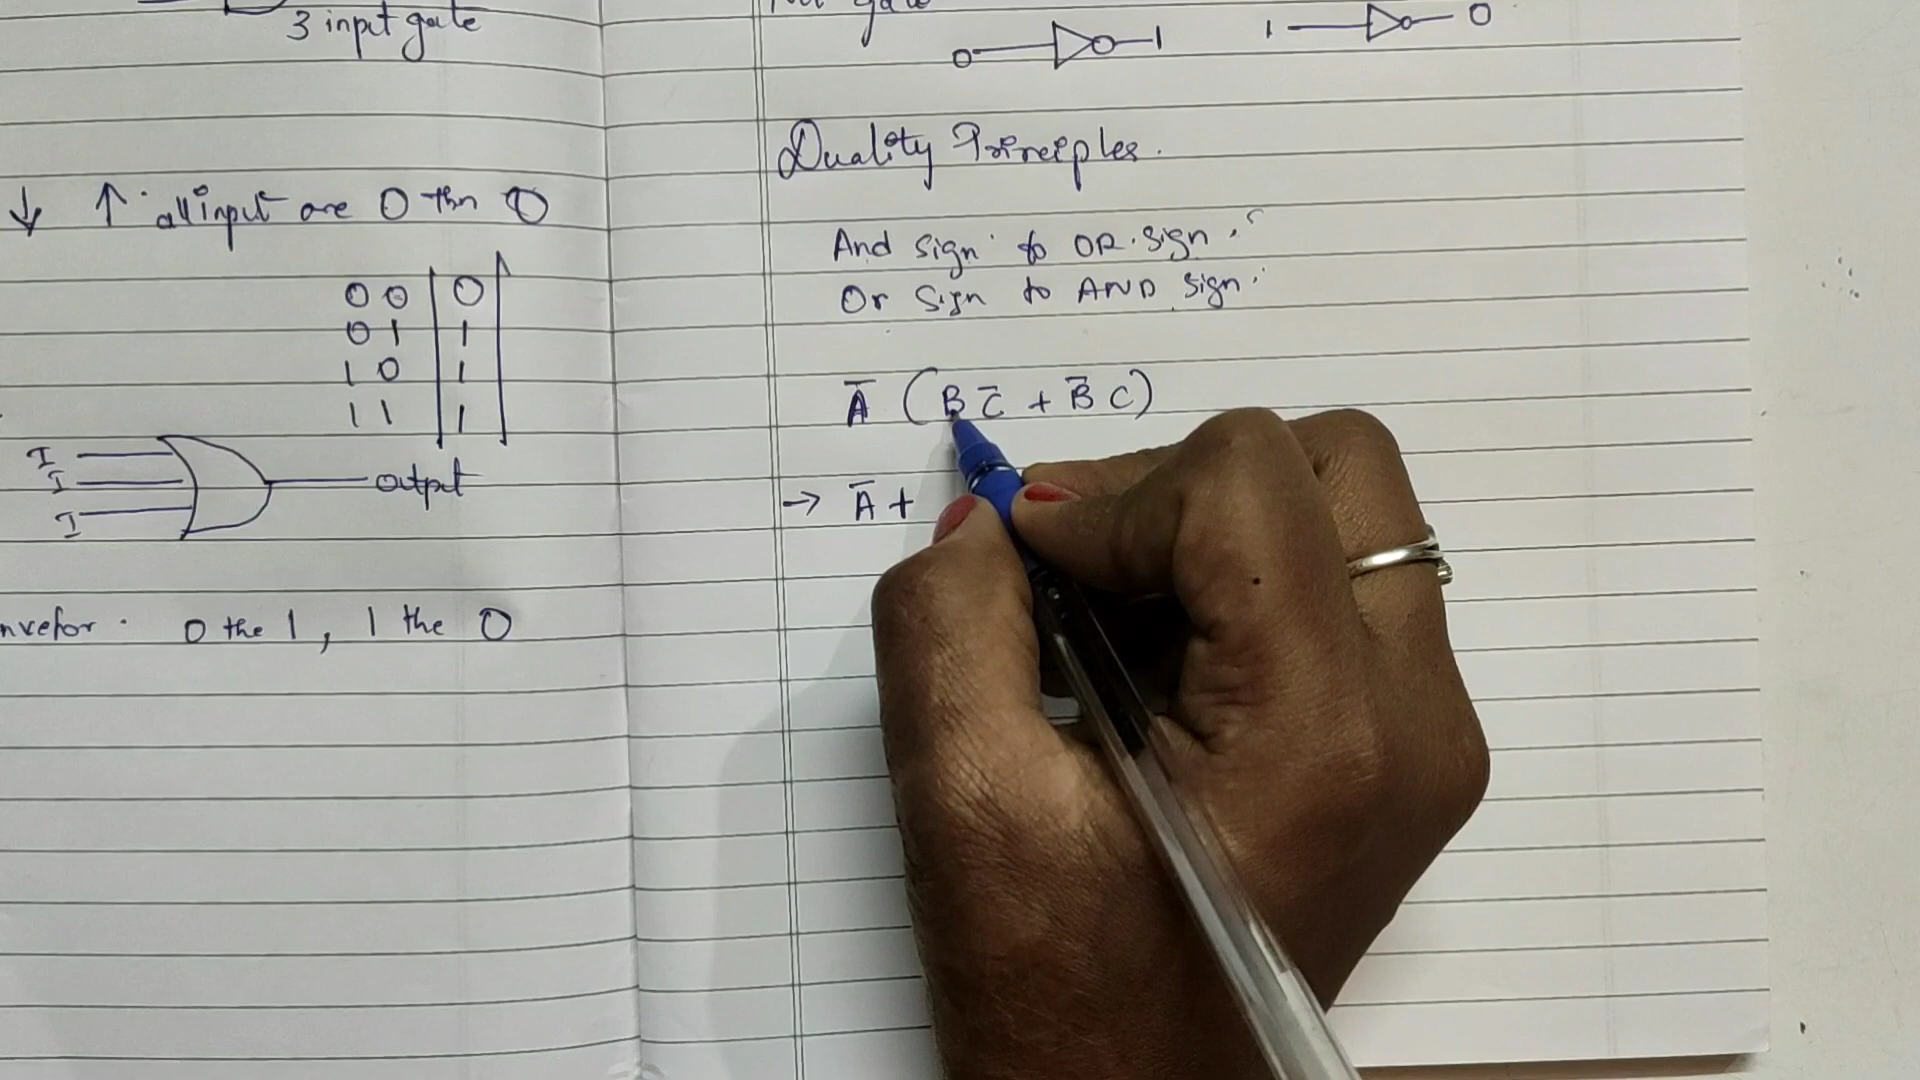 3 input gate
↓ ↑ all input are 0 thn 0
0 0 0
0 1 1
1 0 1
1 1 1
I
I
I
output
0 the 1, 1 the 0
gate
0 1 1 0
Duality Principles.
And sign to OR sign.
Or sign to AND sign.
A̅ (B C̅ + B̅ C)
→ A̅ +